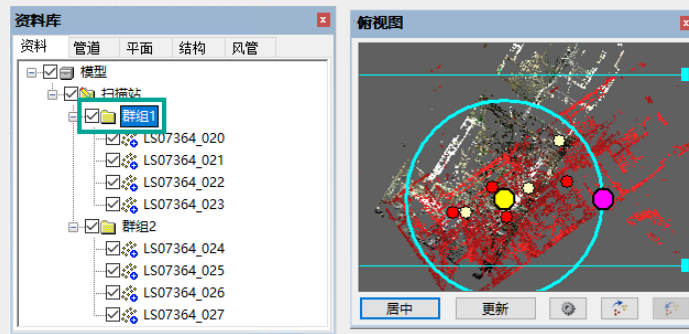 资料库
资料 管道 平面 结构 风管
模型
扫描站
群组1
LS07364_020
LS07364_021
LS07364_022
LS07364_023
群组2
LS07364_024
LS07364_025
LS07364_026
LS07364_027
俯视图
居中 更新